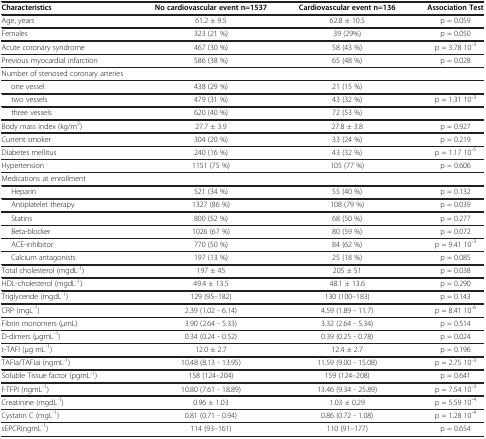 Characteristics No cardiovascular event n=1537 Cardiovascular event n=136 Association Test
Age, years 61.2 ± 9.5 62.8 ± 10.5 p = 0.059
Females 323 (21 %) 39 (29%) p = 0.050
Acute coronary syndrome 467 (30 %) 58 (43 %) p = 3.78 10⁻³
Previous myocardial infarction 586 (38 %) 65 (48 %) p = 0.028
Number of stenosed coronary arteries
one vessel 438 (29 %) 21 (15 %)
two vessels 479 (31 %) 43 (32 %) p = 1.31 10⁻³
three vessels 620 (40 %) 72 (53 %)
Body mass index (kg/m²) 27.7 ± 3.9 27.8 ± 3.8 p = 0.927
Current smoker 304 (20 %) 33 (24 %) p = 0.219
Diabetes mellitus 240 (16 %) 43 (32 %) p = 1.17 10⁻⁵
Hypertension 1151 (75 %) 105 (77 %) p = 0.606
Medications at enrollment
Heparin 521 (34 %) 55 (40 %) p = 0.132
Antiplatelet therapy 1327 (86 %) 108 (79 %) p = 0.039
Statins 800 (52 %) 68 (50 %) p = 0.277
Beta-blocker 1026 (67 %) 80 (59 %) p = 0.072
ACE-inhibitor 770 (50 %) 84 (62 %) p = 9.41 10⁻³
Calcium antagonists 197 (13 %) 25 (18 %) p = 0.085
Total cholesterol (mgdL⁻¹) 197 ± 45 205 ± 51 p = 0.038
HDL-cholesterol (mgdL⁻¹) 49.4 ± 13.5 48.1 ± 13.6 p = 0.290
Triglyceride (mgdL⁻¹) 129 (95–182) 130 (100–183) p = 0.143
CRP (mgL⁻¹) 2.39 (1.02 - 6.14) 4.59 (1.89 - 11.7) p = 8.41 10⁻⁶
Fibrin monomers (µmL) 3.90 (2.64 - 5.33) 3.32 (2.64 - 5.34) p = 0.514
D-dimers (µgmL⁻¹) 0.34 (0.24 - 0.52) 0.39 (0.25 - 0.78) p = 0.024
t-TAFI (µg mL⁻¹) 12.0 ± 2.7 12.4 ± 2.7 p = 0.196
TAFIa/TAFIai (ngmL⁻¹) 10.48 (8.13 - 13.95) 11.59 (9.00 - 15.08) p = 2.75 10⁻³
Soluble Tissue factor (pgmL⁻¹) 158 (124–204) 159 (124–208) p = 0.641
f-TFPI (ngmL⁻¹) 10.80 (7.61 - 18.89) 13.46 (9.34 - 25.89) p = 7.54 10⁻³
Creatinine (mgdL⁻¹) 0.96 ± 1.03 1.03 ± 0.29 p = 5.59 10⁻⁴
Cystatin C (mgL⁻¹) 0.81 (0.71 - 0.94) 0.86 (0.72 - 1.08) p = 1.28 10⁻⁴
sEPCR(ngmL⁻¹) 114 (93–161) 110 (91–177) p = 0.654